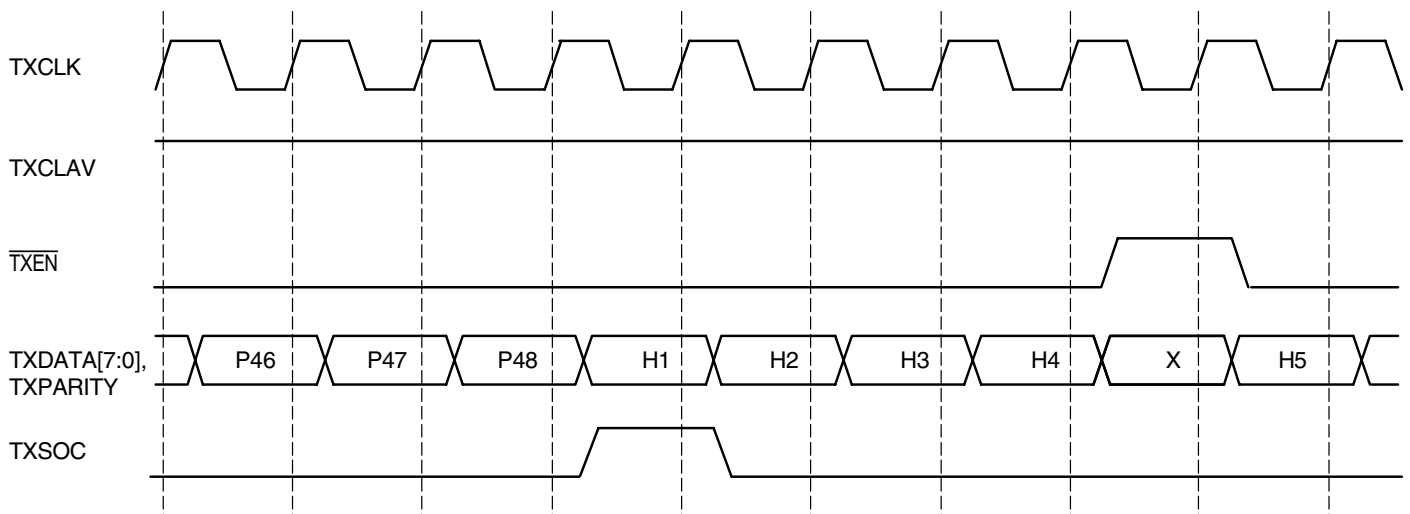 TXCLK
TXCLAV
TXEN
TXDATA[7:0],
TXPARITY
P46 P47 P48 H1 H2 H3 H4 X H5
TXSOC